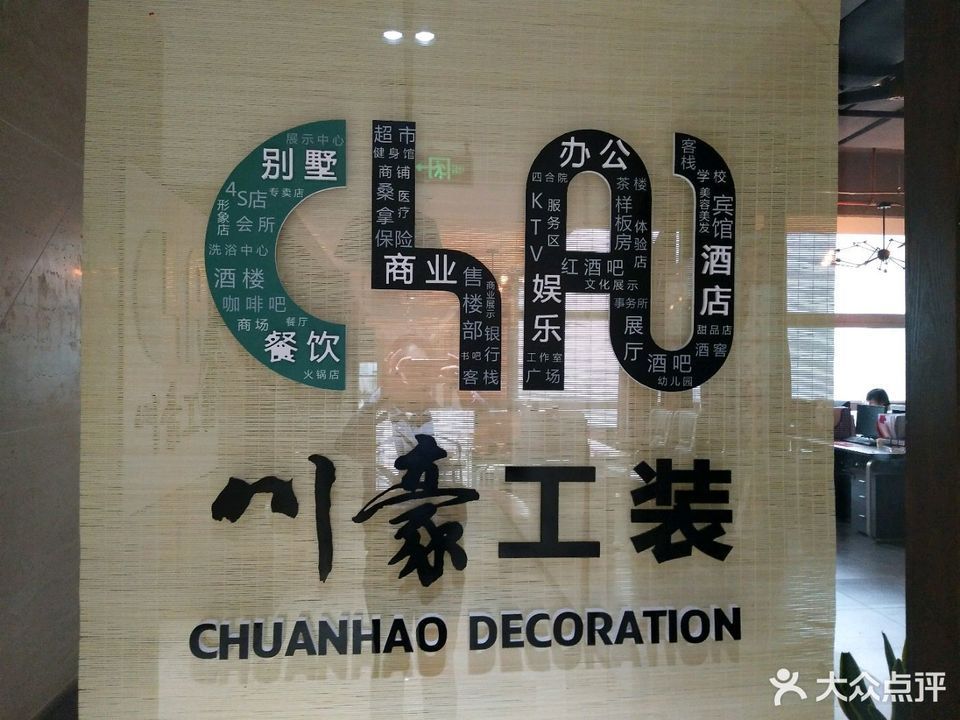 展示中心
别墅
4S店
专卖店
形象店
会所
洗浴中心
酒楼
咖啡吧
商场
餐厅
餐饮
火锅店
超市
健身馆
商铺
桑拿
医疗
保险
商业
售楼部
商业展示
银行
书吧
客栈
办公
四合院
茶楼
KTV
服务区
样板房
体验店
红酒吧
文化展示
娱乐
事务所
工作室
广场
展厅
酒吧
幼儿园
客栈
学校
美容美发
宾馆
酒店
甜品店
酒窖
川豪工装
CHUANHAO DECORATION
大众点评